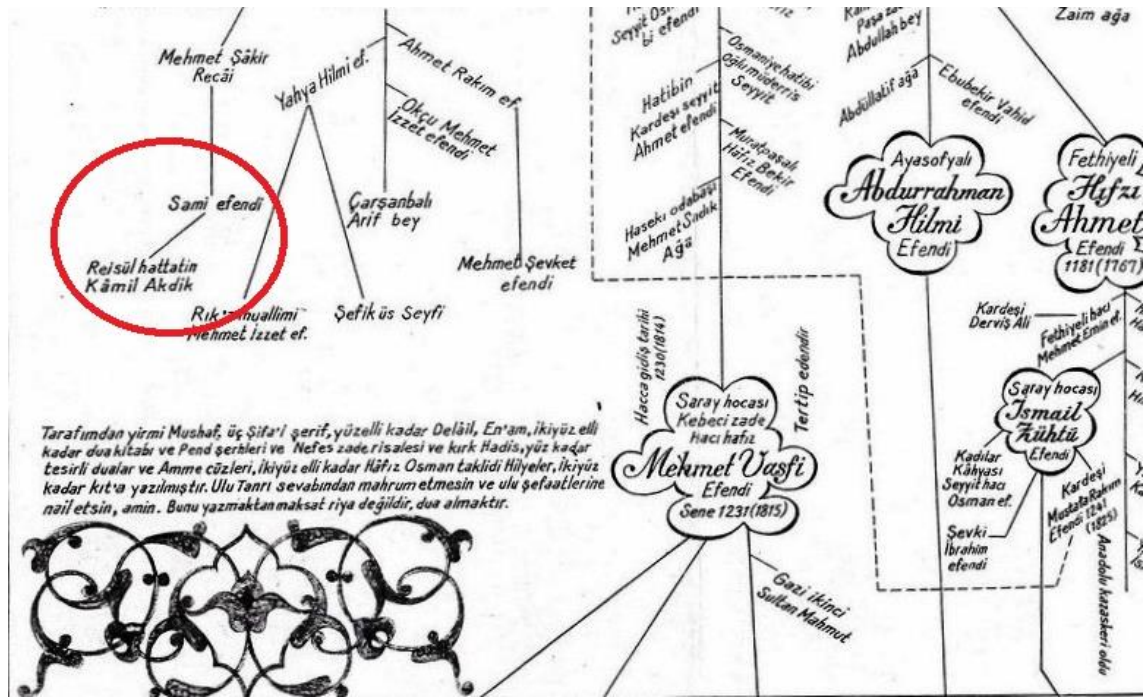 Mehmet Şâkir
Recâi
Sami efendi
Reisül hattatin
Kâmil Akdik
Yahya Hilmi ef.
Ahmet Rakım ef.
Okçu Mehmet
İzzet efendi
Çarşanbalı
Arif bey
Mehmet Şevket
efendi
Şefik üs Seyfi
muallimi
Mehmet İzzet ef.
Seyyit Osm
bi efendi
Osmaniye hatibi
oğlu müderris
Seyyit
Hatibin
Kardeşi seyyit
Ahmet efendi
Muratpaşalı
Hâfız Bekir
Efendi
Haseki odabaşı
Mehmet Sıdık
Ağa
Paşa za
Abdullah bey
Abdüllatif ağa
Ebubekir Vahid
efendi
Zaim ağa
Ayasofyalı
Abdurrahman
Hilmi
Efendi
Fethiyeli
Hıfzı
Ahmet
Efendi
1181(1767)
Kardeşi
Derviş Ali
Fethiyeli hacı
Mehmet Emin ef.
Saray hocası
İsmail
Zühtü
Efendi
Kadılar
Kâhyası
Seyyit hacı
Osman ef.
Şevki
İbrahim
efendi
Kardeşi
Mustafa Rakım
Efendi 1241
(1825)
Anadolu kazaskeri oldu
Hacca gidiş tarihi
1230(1814)
Tertip edendir
Saray hocası
Kebeci zade
Hacı hafız
Mehmet Vasfi
Efendi
Sene 1231(1815)
Gazi ikinci
Sultan Mahmut
Tarafımdan yirmi Mushaf, üç Şifa'i şerif, yüzelli kadar Delâil, En'am, ikiyüz elli
kadar dua kitabı ve Pend şerhleri ve Nefes zade risalesi ve kırk Hadis, yüz kadar
tesirli dualar ve Amme cüzleri, ikiyüz elli kadar Hâfız Osman taklidi Hilyeler, ikiyüz
kadar kıt'a yazılmıştır. Ulu Tanrı sevabından mahrum etmesin ve ulu şefaatlerine
nail etsin, amin. Bunu yazmaktan maksat riya değildir, dua almaktır.